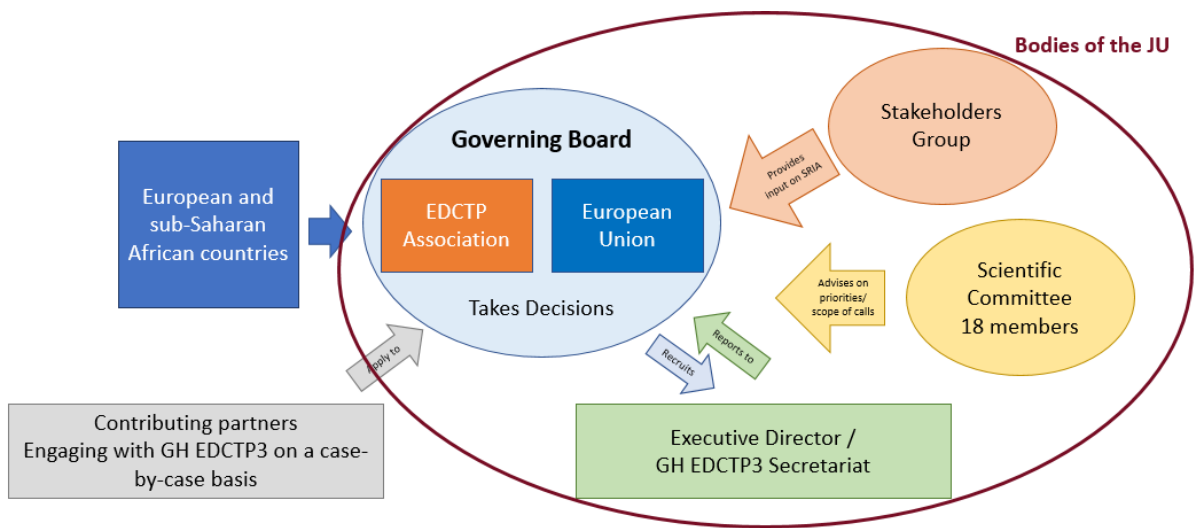 Bodies of the JU
Stakeholders
Group
Governing Board
Provides
input on SRIA
European and
sub-Saharan
African countries
EDCTP
Association
European
Union
Takes Decisions
Advises on
priorities/
scope of calls
Scientific
Committee
18 members
Apply to
Recruits
Reports to
Contributing partners
Engaging with GH EDCTP3 on a case-
by-case basis
Executive Director /
GH EDCTP3 Secretariat